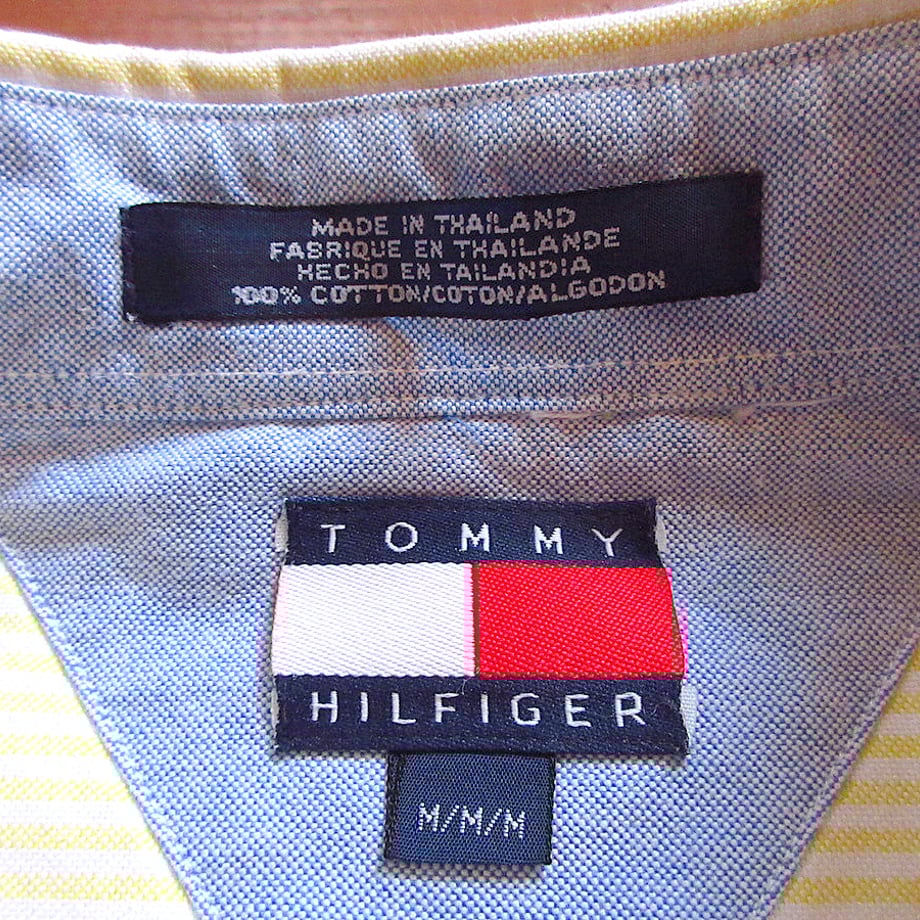 MADE IN THAILAND
FABRIQUE EN THAILANDE
HECHO EN TAILANDIA
100% COTTON/COTON/ALGODON
TOMMY
HILFIGER
M/M/M